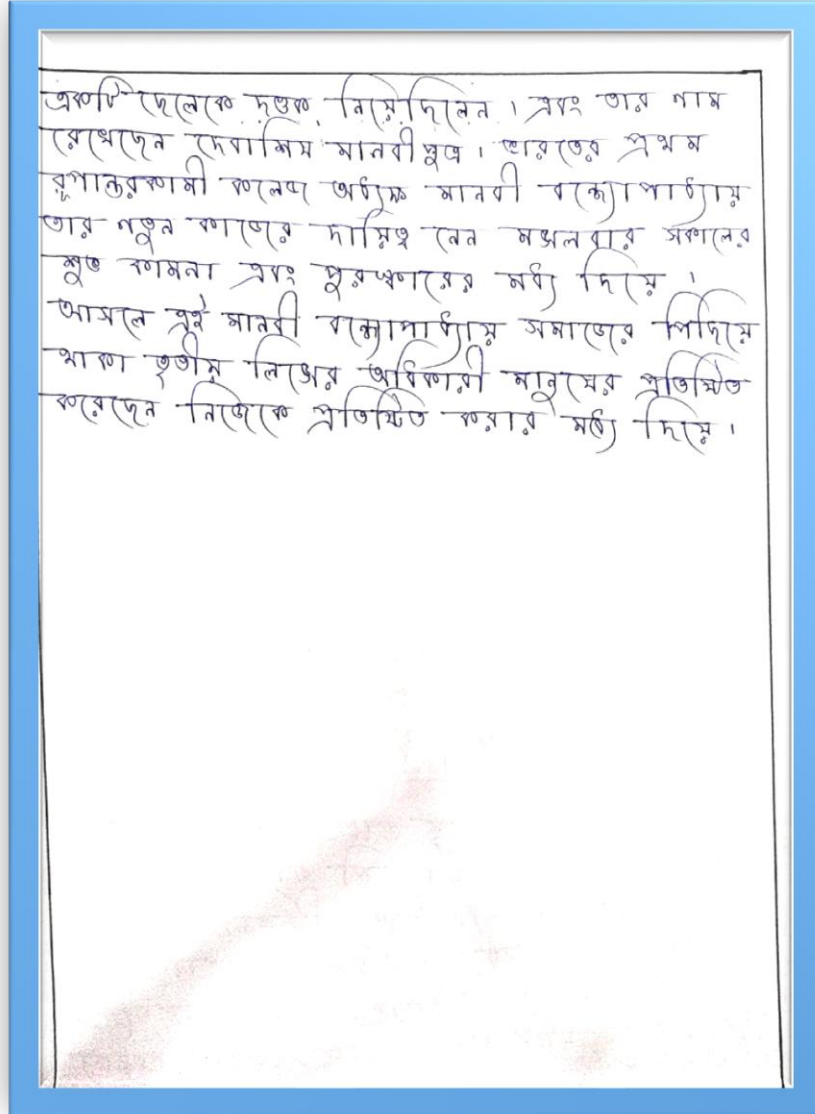 একটি ছেলেকে দত্তক নিয়েছিলেন। এবং তার নাম
রেখেছেন দেবাশিষ মানবীপুত্র। ভারতের প্রথম
রূপান্তরকামী কলেজ অধ্যক্ষ মানবী বন্দ্যোপাধ্যায়
তার নতুন কাজের দায়িত্ব নেন মঙ্গলবার সকালের
শুভ কামনা এবং পুরষ্কারের মধ্য দিয়ে।
আসলে এই মানবী বন্দ্যোপাধ্যায় সমাজের পিছিয়ে
থাকা তৃতীয় লিঙ্গের অধিকারী মানুষের প্রতিষ্ঠিত
করেছেন নিজেকে প্রতিষ্ঠিত করার মধ্যে দিয়ে।